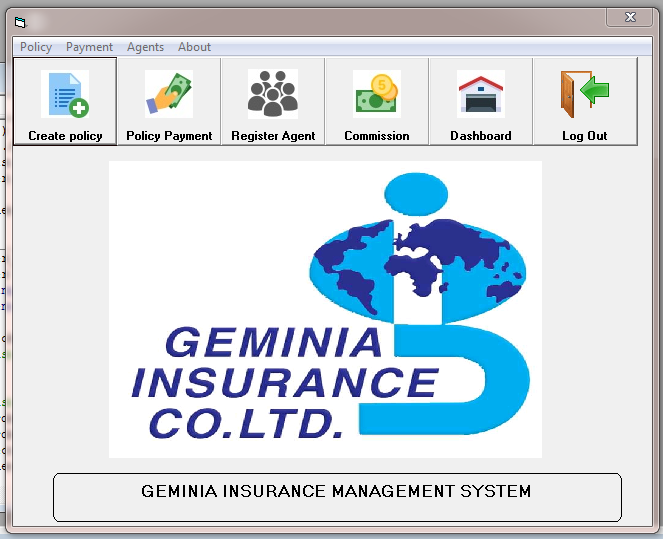 Policy Payment Agents About
Create policy Policy Payment Register Agent Commission Dashboard Log Out
5
GEMINIA
INSURANCE
CO.LTD.
GEMINIA INSURANCE MANAGEMENT SYSTEM